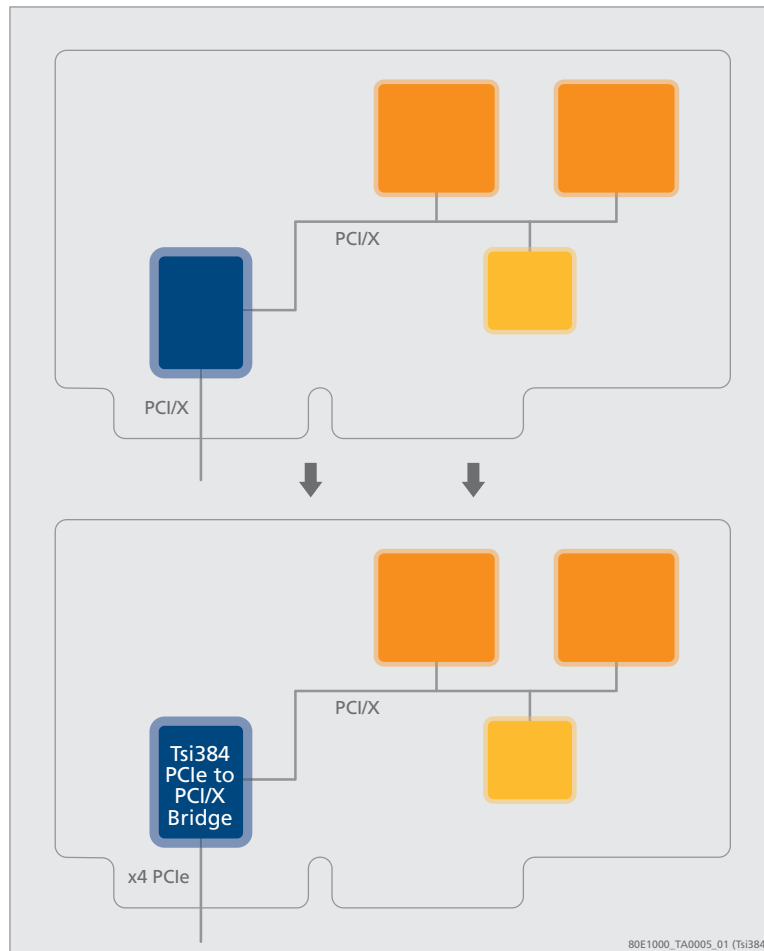 PCI/X
PCI/X
PCI/X
Tsi384
PCIe to
PCI/X
Bridge
x4 PCIe
80E1000_TA0005_01 (Tsi384